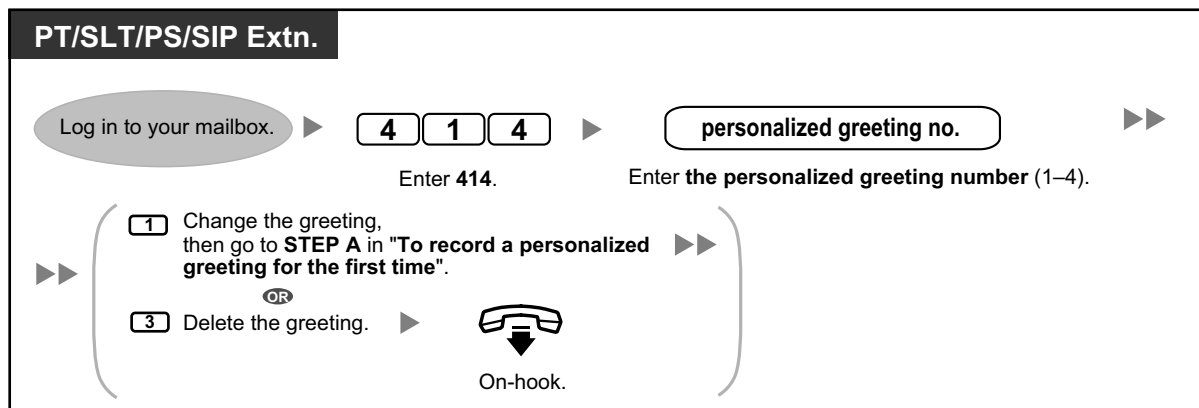 PT/SLT/PS/SIP Extn.
Log in to your mailbox.
4 1 4
personalized greeting no.
Enter 414.
Enter the personalized greeting number (1–4).
1 Change the greeting,
then go to STEP A in "To record a personalized
greeting for the first time".
OR
3 Delete the greeting.
On-hook.